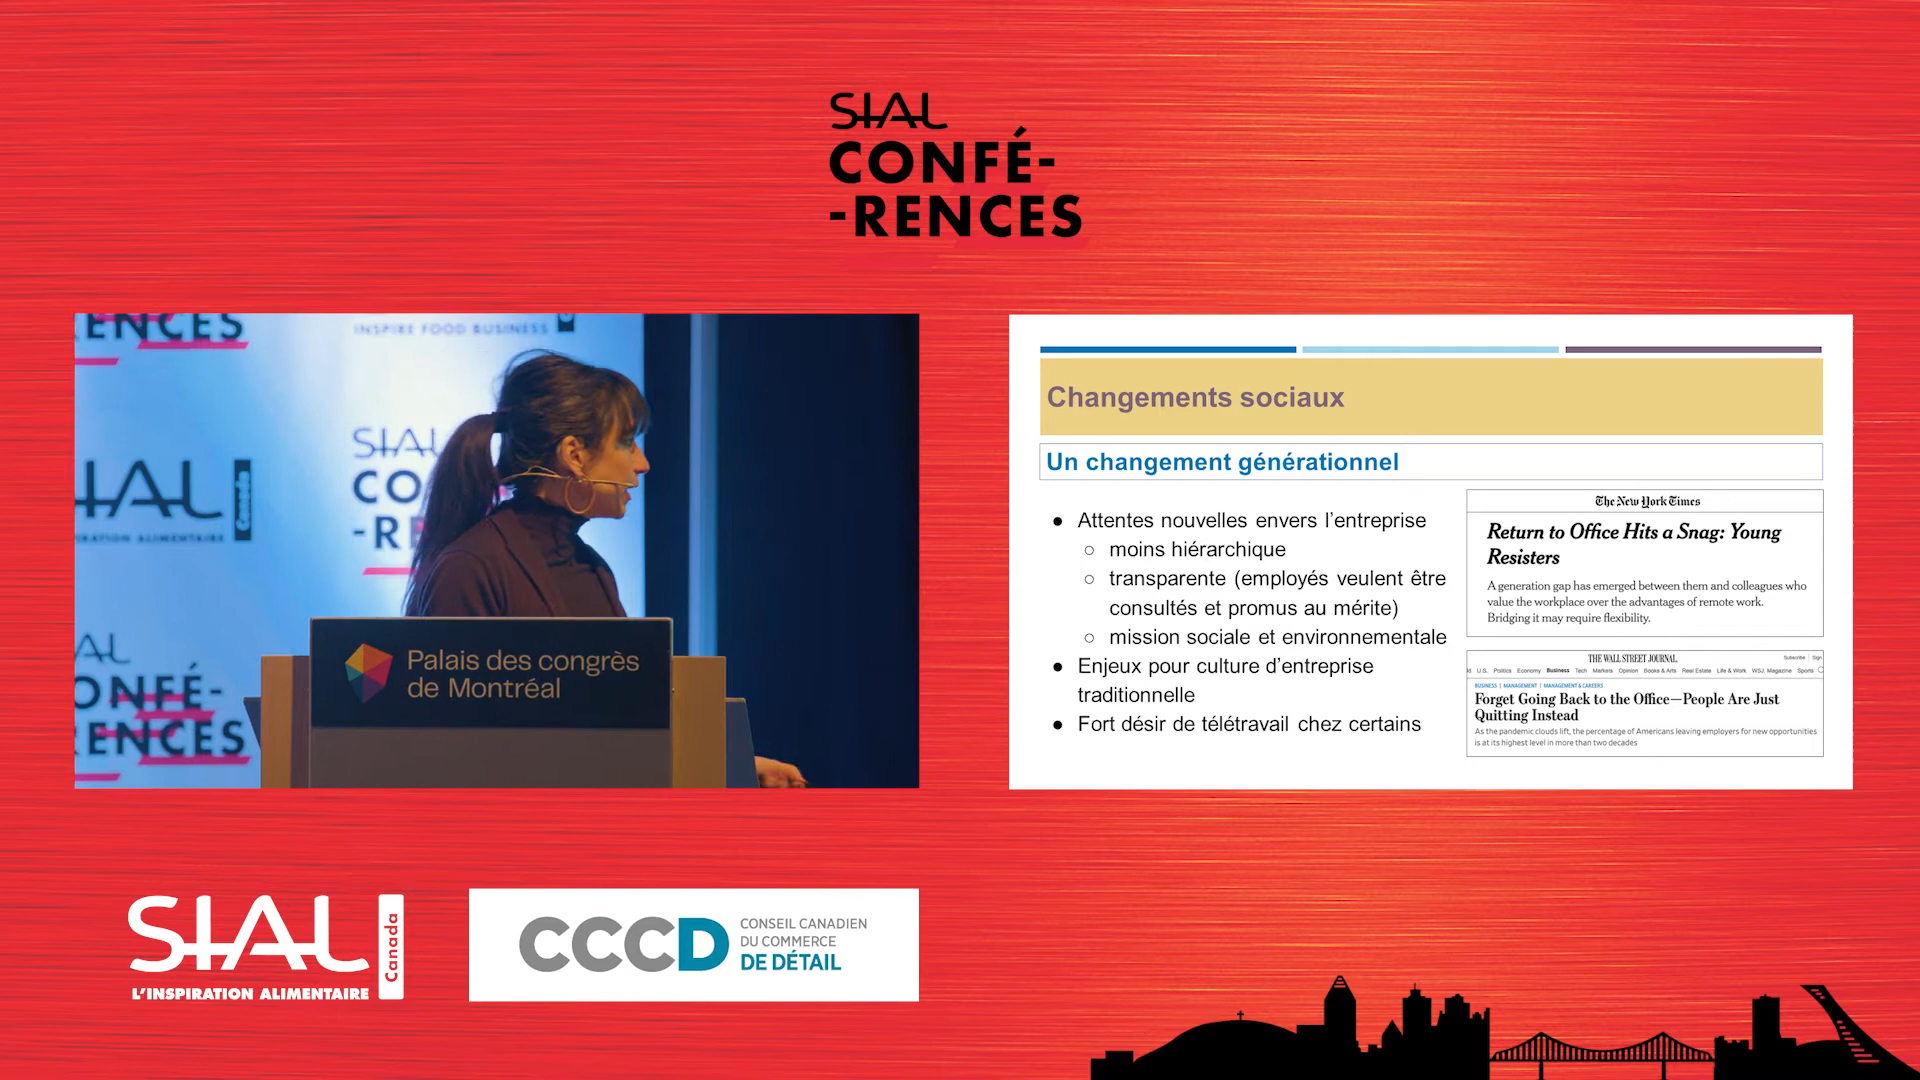 SIAL
CONFÉ-
-RENCES
ENCES
INSPIRE FOOD BUSINESS
SIAL
CO
-RE
IAL
Canada
PIRATION ALIMENTAIRE
AL
ONFÉ-
RENCES
Palais des congrès
de Montréal
Changements sociaux
Un changement générationnel
● Attentes nouvelles envers l'entreprise
○ moins hiérarchique
○ transparente (employés veulent être
consultés et promus au mérite)
○ mission sociale et environnementale
● Enjeux pour culture d'entreprise
traditionnelle
● Fort désir de télétravail chez certains
The New York Times
Return to Office Hits a Snag: Young
Resisters
A generation gap has emerged between them and colleagues who
value the workplace over the advantages of remote work.
Bridging it may require flexibility.
THE WALL STREET JOURNAL.
Subscribe | Sign
d U.S. Politics Economy Business Tech Markets Opinion Books & Arts Real Estate Life & Work WSJ. Magazine Sports
BUSINESS | MANAGEMENT | MANAGEMENT & CAREERS
Forget Going Back to the Office—People Are Just
Quitting Instead
As the pandemic clouds lift, the percentage of Americans leaving employers for new opportunities
is at its highest level in more than two decades
SIAL
Canada
L'INSPIRATION ALIMENTAIRE
CCCD
CONSEIL CANADIEN
DU COMMERCE
DE DÉTAIL